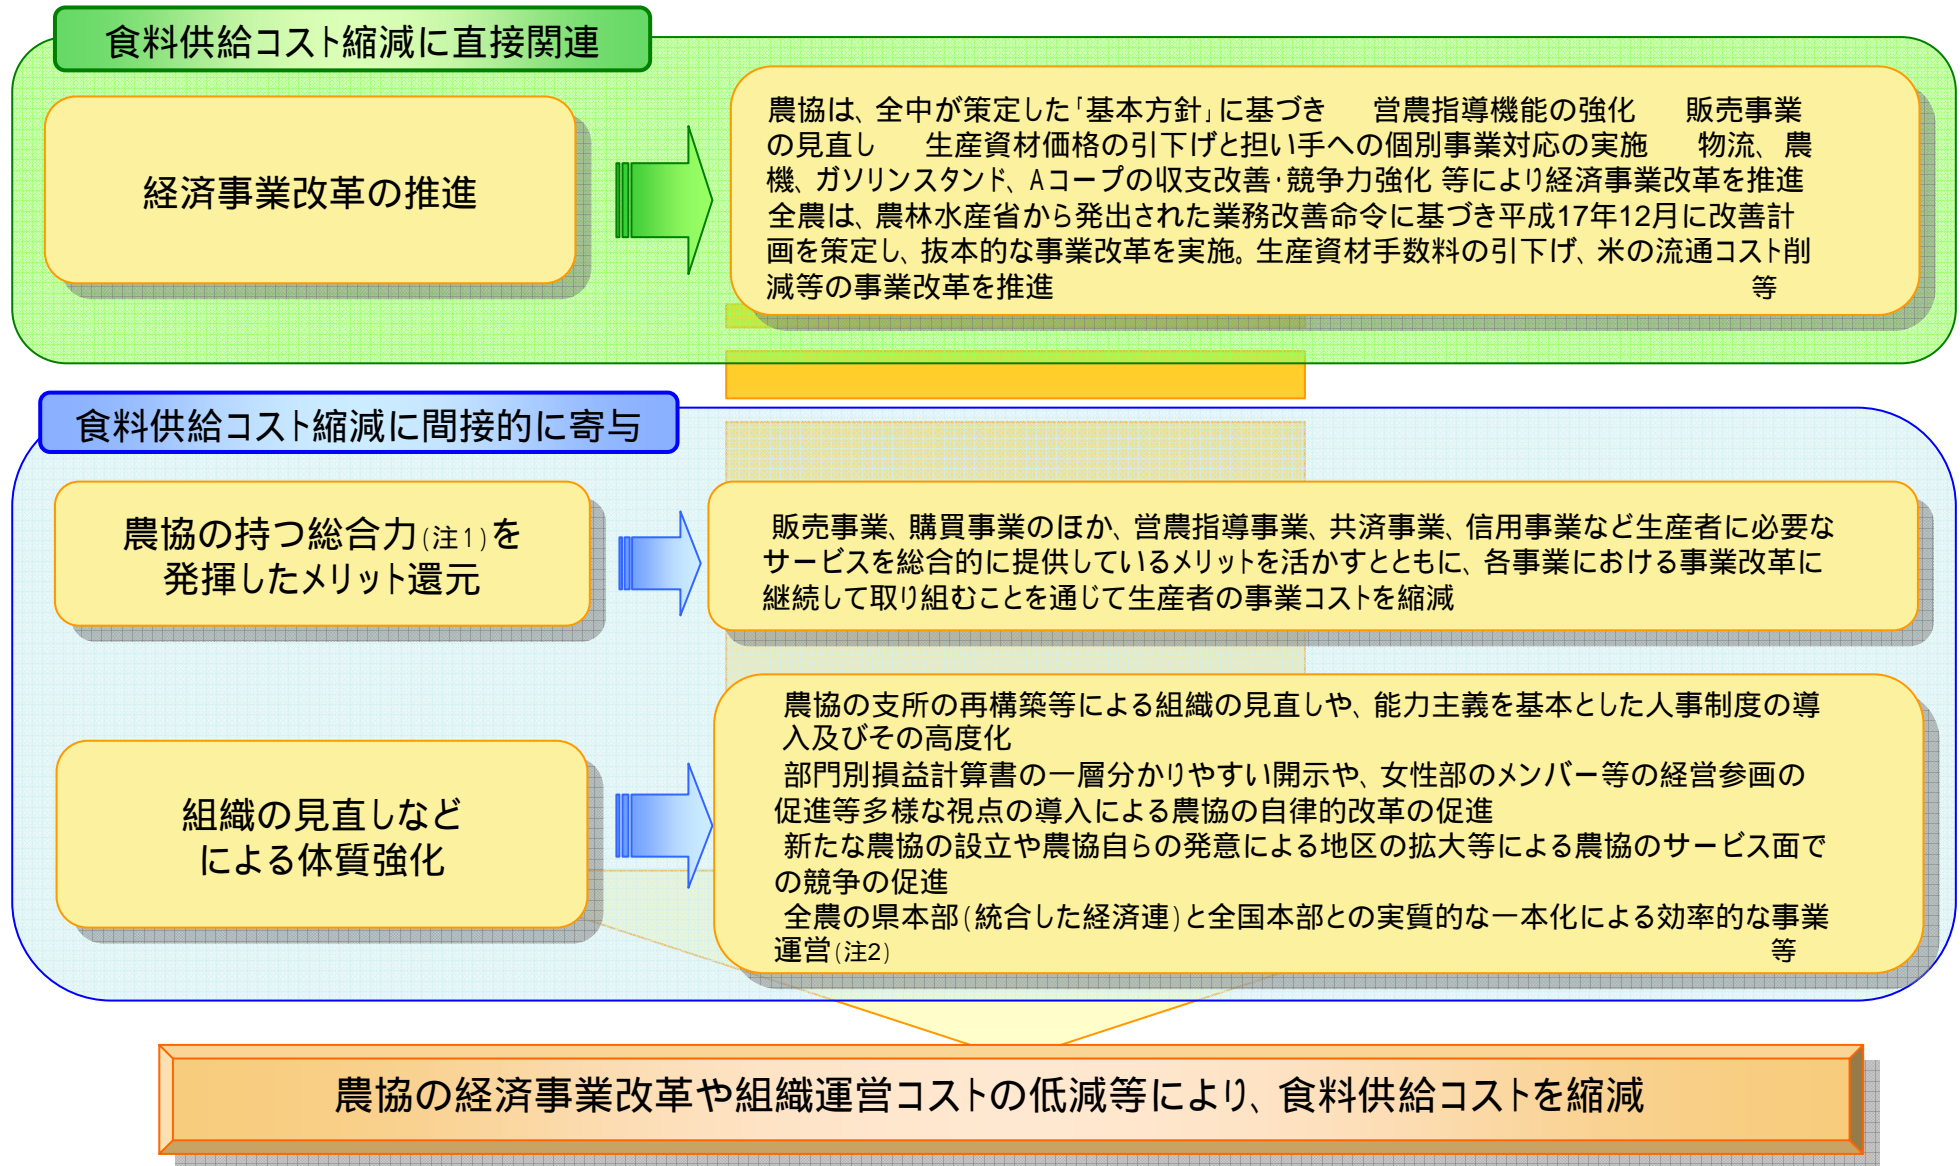 食料供給コスト縮減に直接関連
経済事業改革の推進
農協は、全中が策定した「基本方針」に基づき　営農指導機能の強化　販売事業
の見直し　生産資材価格の引下げと担い手への個別事業対応の実施　物流、農
機、ガソリンスタンド、Aコープの収支改善・競争力強化 等により経済事業改革を推進
全農は、農林水産省から発出された業務改善命令に基づき平成17年12月に改善計
画を策定し、抜本的な事業改革を実施。生産資材手数料の引下げ、米の流通コスト削
減等の事業改革を推進　等
食料供給コスト縮減に間接的に寄与
農協の持つ総合力(注1)を
発揮したメリット還元
販売事業、購買事業のほか、営農指導事業、共済事業、信用事業など生産者に必要な
サービスを総合的に提供しているメリットを活かすとともに、各事業における事業改革に
継続して取り組むことを通じて生産者の事業コストを縮減
組織の見直しなど
による体質強化
農協の支所の再構築等による組織の見直しや、能力主義を基本とした人事制度の導
入及びその高度化
部門別損益計算書の一層分かりやすい開示や、女性部のメンバー等の経営参画の
促進等多様な視点の導入による農協の自律的改革の促進
新たな農協の設立や農協自らの発意による地区の拡大等による農協のサービス面で
の競争の促進
全農の県本部(統合した経済連)と全国本部との実質的な一本化による効率的な事業
運営(注2)　等
農協の経済事業改革や組織運営コストの低減等により、食料供給コストを縮減